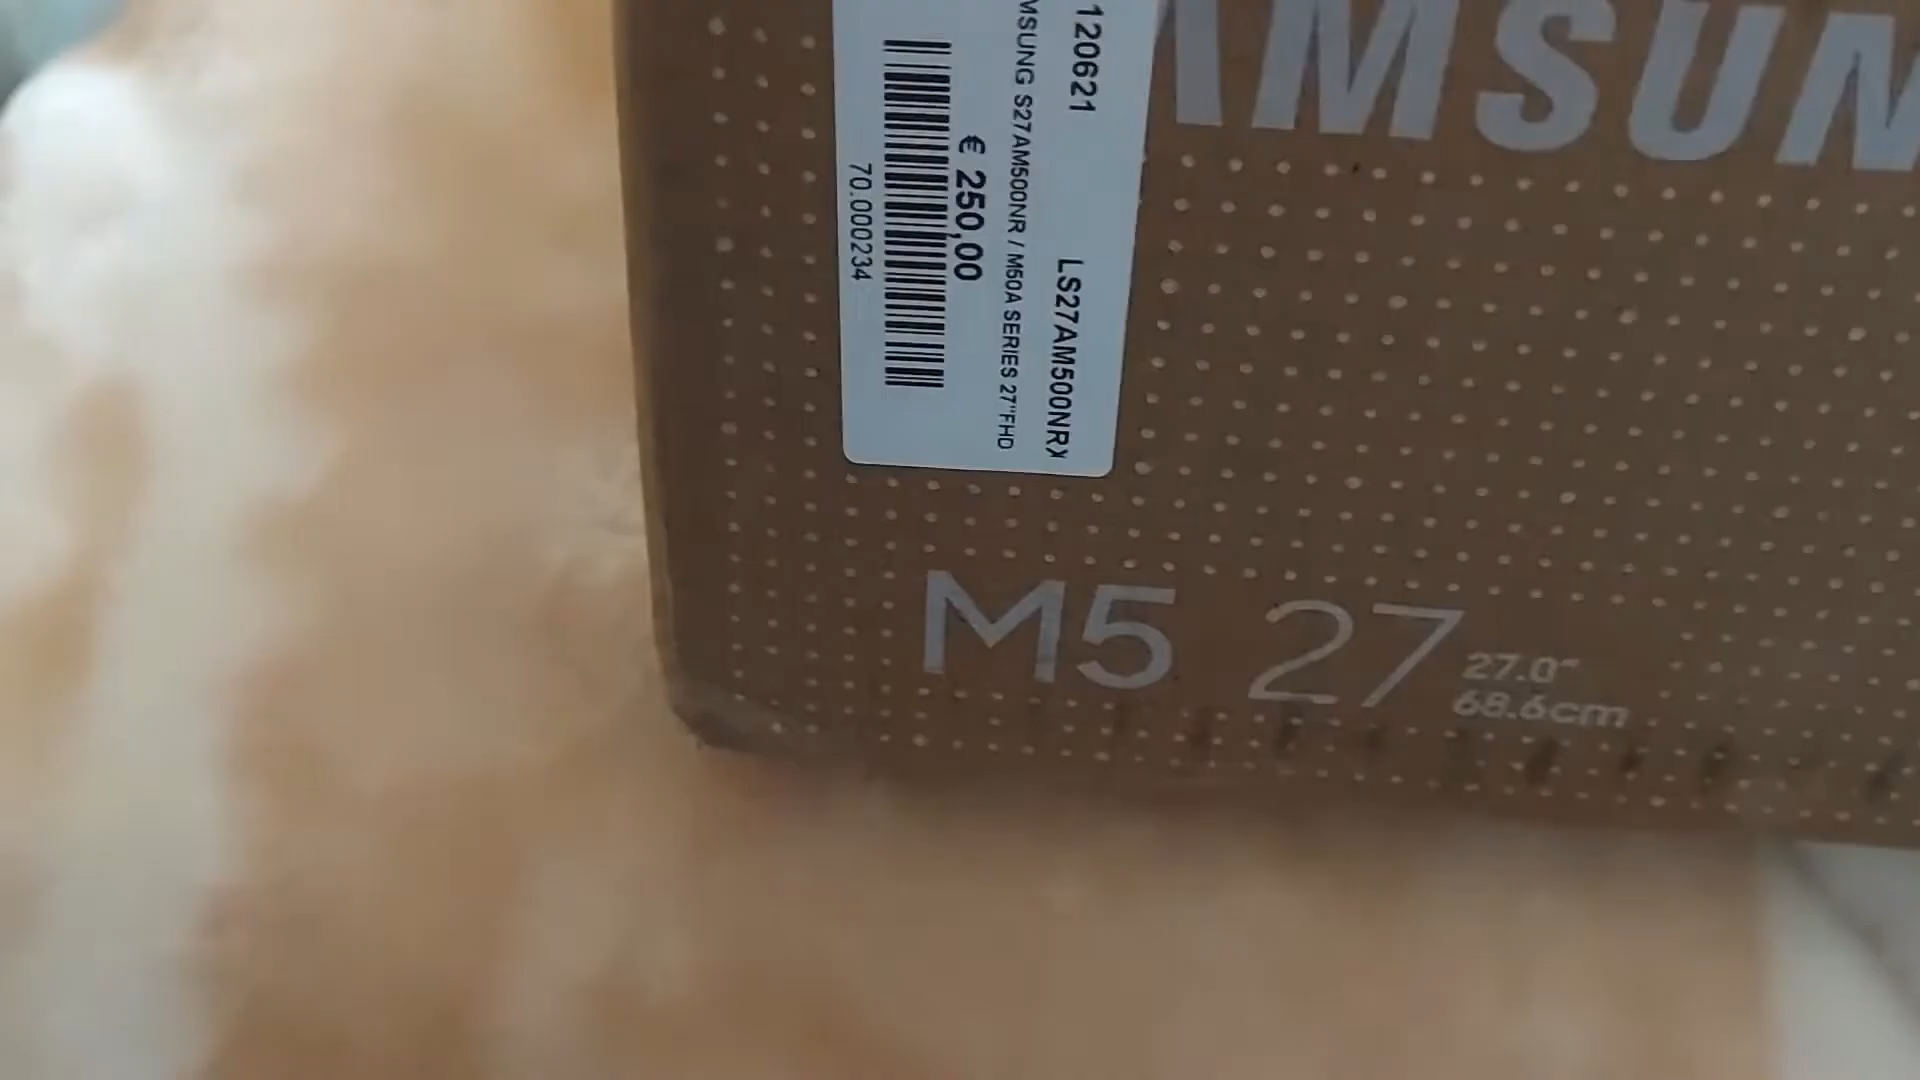 120621 LS27AM500NRX
MSUNG S27AM500NR / M50A SERIES 27"FHD
€ 250,00
70.000234
AMSUN
M5 27
27.0"
68.6cm